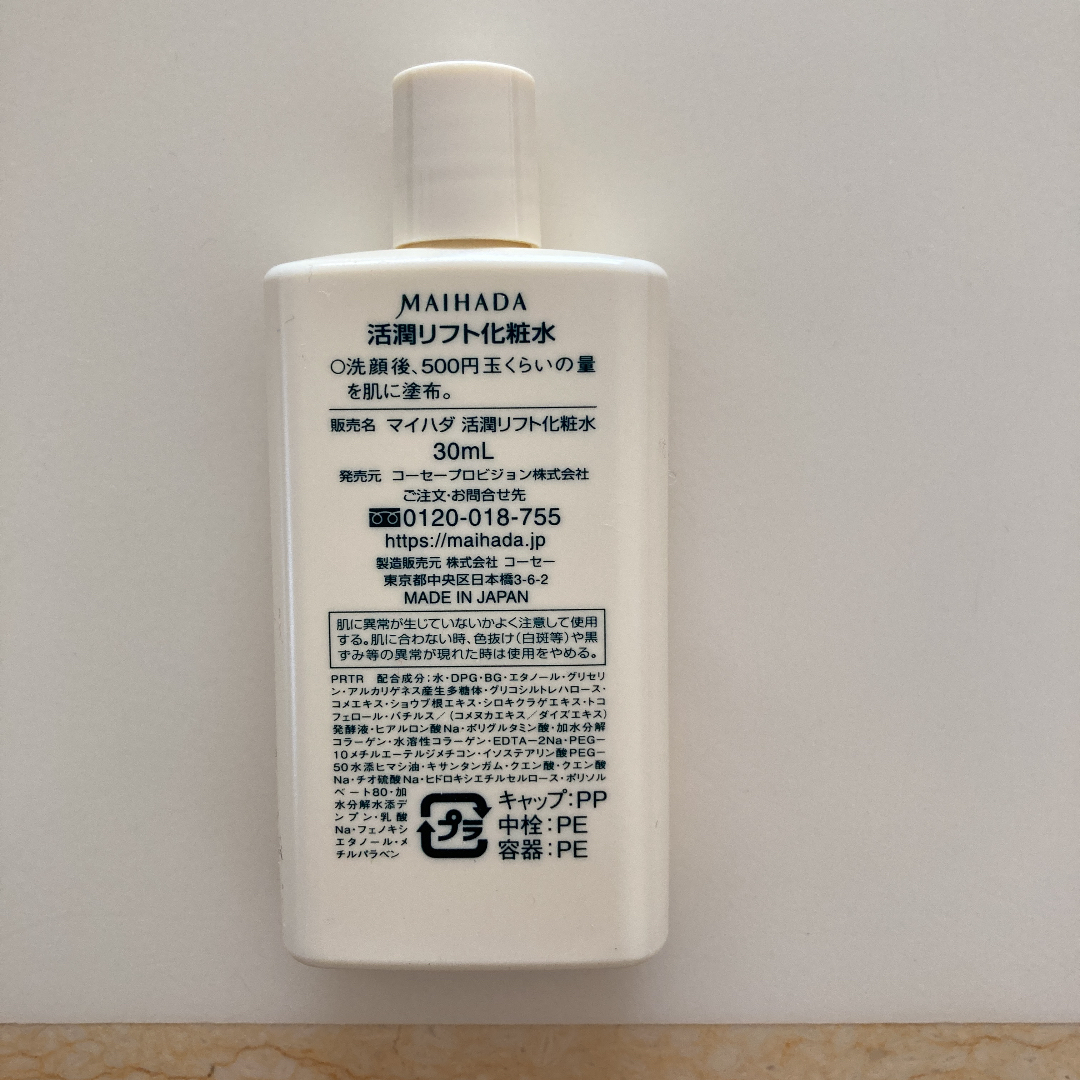 MAIHADA
活潤リフト化粧水
○洗顔後、500円玉くらいの量
を肌に塗布。
販売名 マイハダ 活潤リフト化粧水
30mL
発売元 コーセープロビジョン株式会社
ご注文･お問合せ先
0120-018-755
https://maihada.jp
製造販売元 株式会社 コーセー
東京都中央区日本橋3-6-2
MADE IN JAPAN
肌に異常が生じていないかよく注意して使用
する。肌に合わない時、色抜け(白斑等)や黒
ずみ等の異常が現れた時は使用をやめる。
PRTR 配合成分;水･DPG･BG･エタノール･グリセリ
ン･アルカリゲネス産生多糖体･グリコシルトレハロース･
コメエキス･ショウブ根エキス･シロキクラゲエキス･トコ
フェロール･バチルス／(コメヌカエキス／ダイズエキス)
発酵液･ヒアルロン酸Na･ポリグルタミン酸･加水分解
コラーゲン･水溶性コラーゲン･EDTA−2Na･PEG−
10メチルエーテルジメチコン･イソステアリン酸PEG−
50水添ヒマシ油･キサンタンガム･クエン酸･クエン酸
Na･チオ硫酸Na･ヒドロキシエチルセルロース･ポリソル
ベート80･加
水分解水添デ
ンプン･乳酸
Na･フェノキシ
エタノール･メ
チルパラベン
プラ
キャップ:PP
中栓:PE
容器:PE